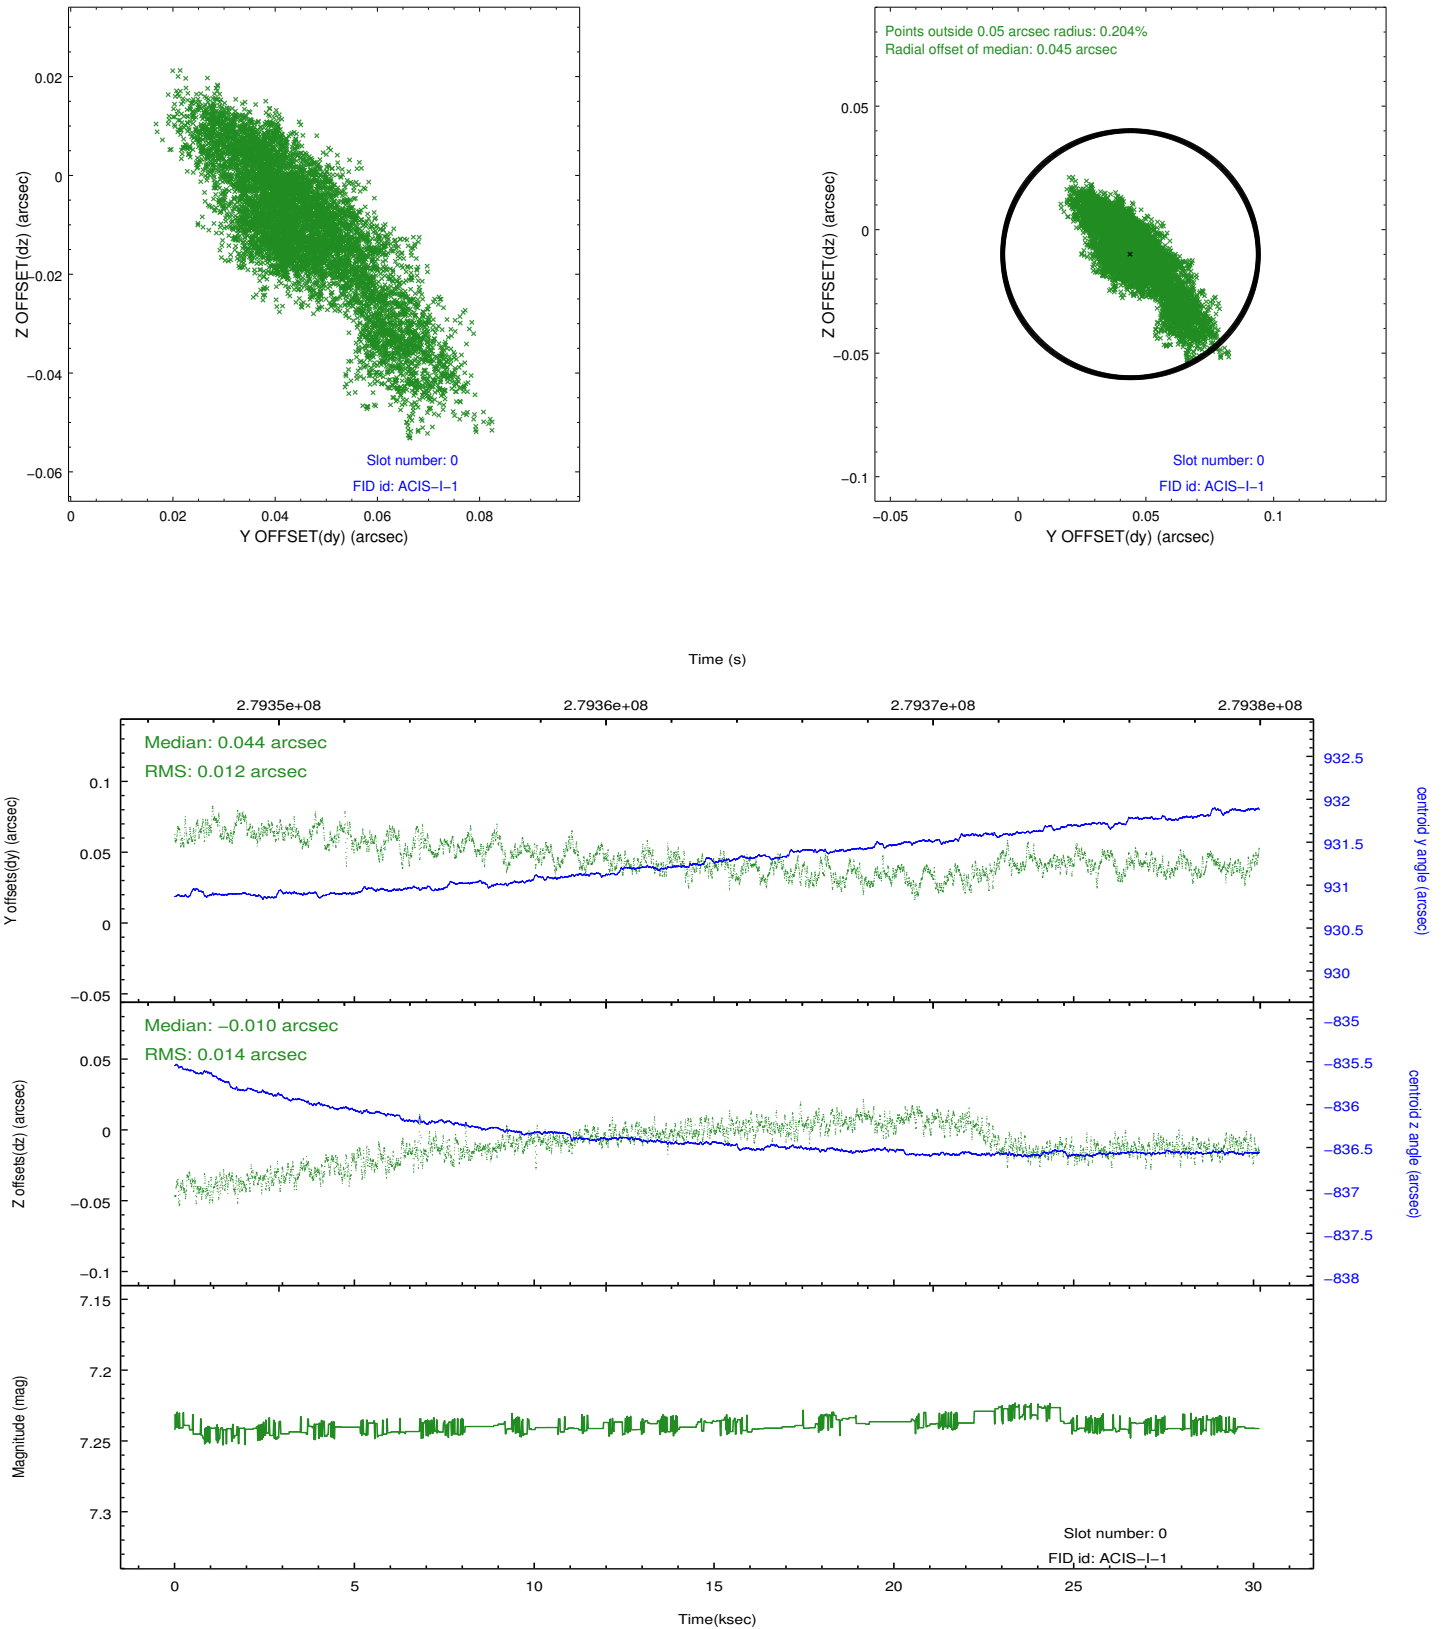 0.02
0
−0.02
−0.04
−0.06
Z OFFSET(dz) (arcsec)
Slot number: 0
FID id: ACIS−I−1
0
0.02
0.04
0.06
0.08
Y OFFSET(dy) (arcsec)
Points outside 0.05 arcsec radius: 0.204%
Radial offset of median: 0.045 arcsec
0.05
0
−0.05
−0.1
Z OFFSET(dz) (arcsec)
Slot number: 0
FID id: ACIS−I−1
−0.05
0
0.05
0.1
Y OFFSET(dy) (arcsec)
Time (s)
2.7935e+08
2.7936e+08
2.7937e+08
2.7938e+08
Median: 0.044 arcsec
RMS: 0.012 arcsec
0.1
0.05
0
−0.05
Y offsets(dy) (arcsec)
932.5
932
931.5
931
930.5
930
centroid y angle (arcsec)
Median: −0.010 arcsec
RMS: 0.014 arcsec
0.05
0
−0.05
−0.1
Z offsets(dz) (arcsec)
−835
−835.5
−836
−836.5
−837
−837.5
−838
centroid z angle (arcsec)
7.15
7.2
7.25
7.3
Magnitude (mag)
Slot number: 0
FID id: ACIS−I−1
0
5
10
15
20
25
30
Time(ksec)